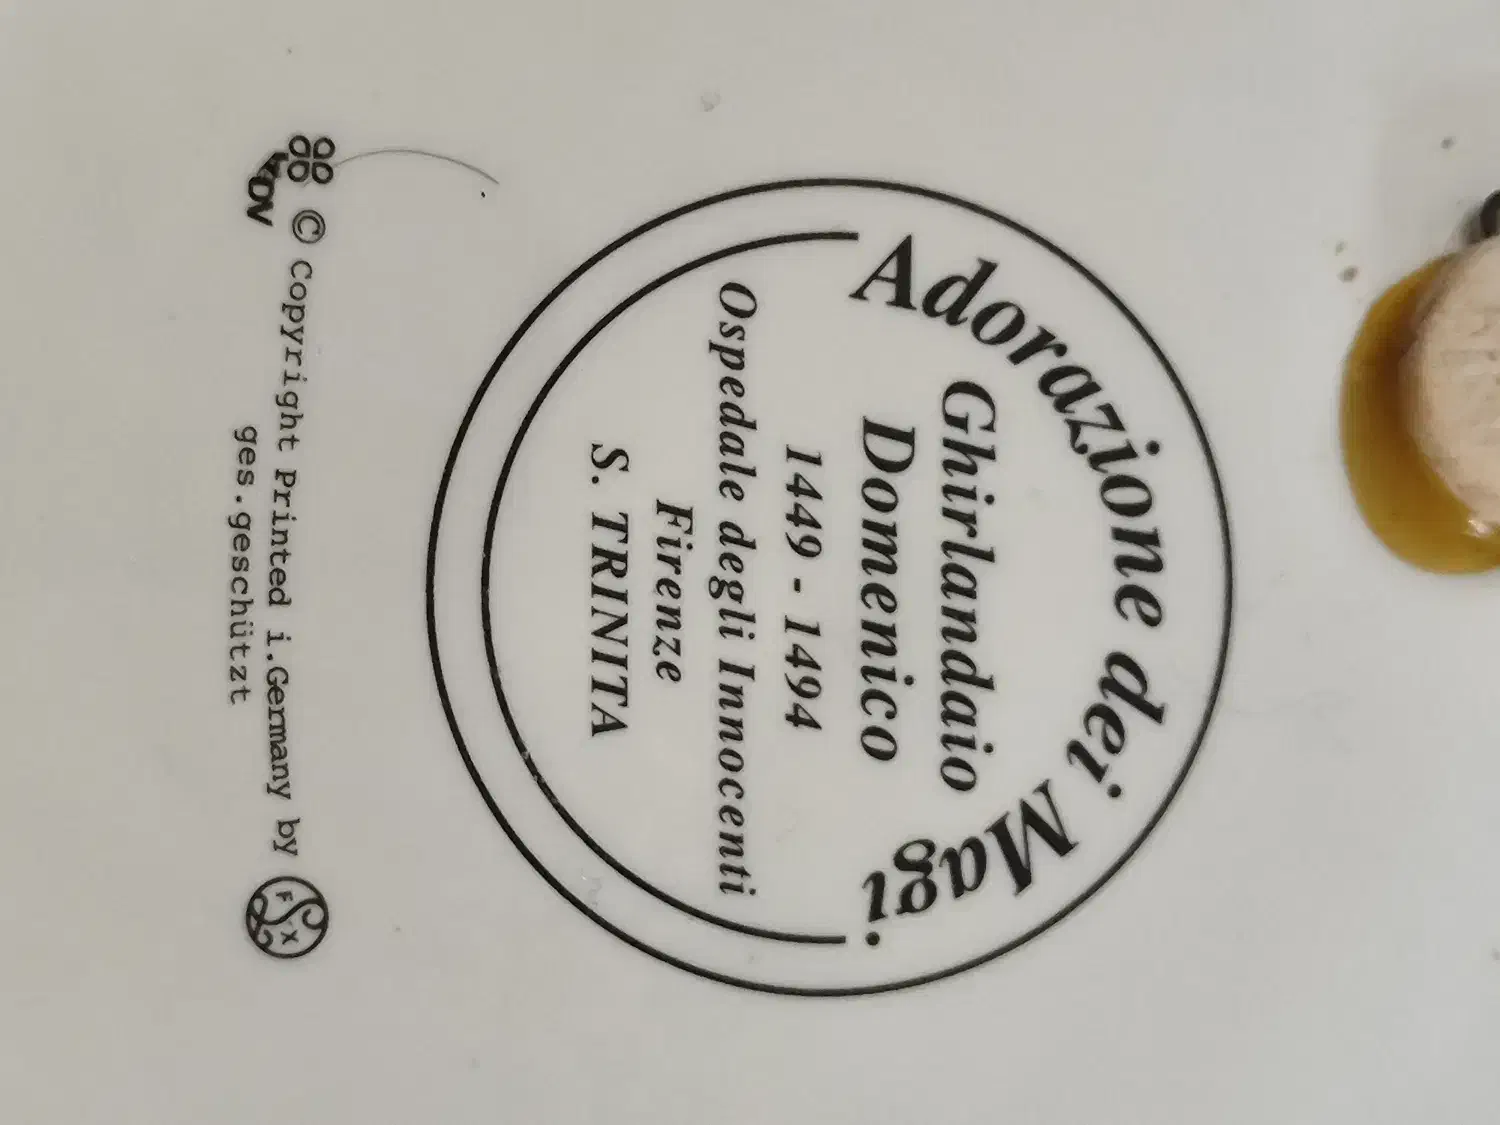 Adorazione dei Magi
Ghirlandaio
Domenico
1449 - 1494
Ospedale degli Innocenti
Firenze
S. TRINITA
© Copyright Printed i.Germany by
ges.geschützt
F X